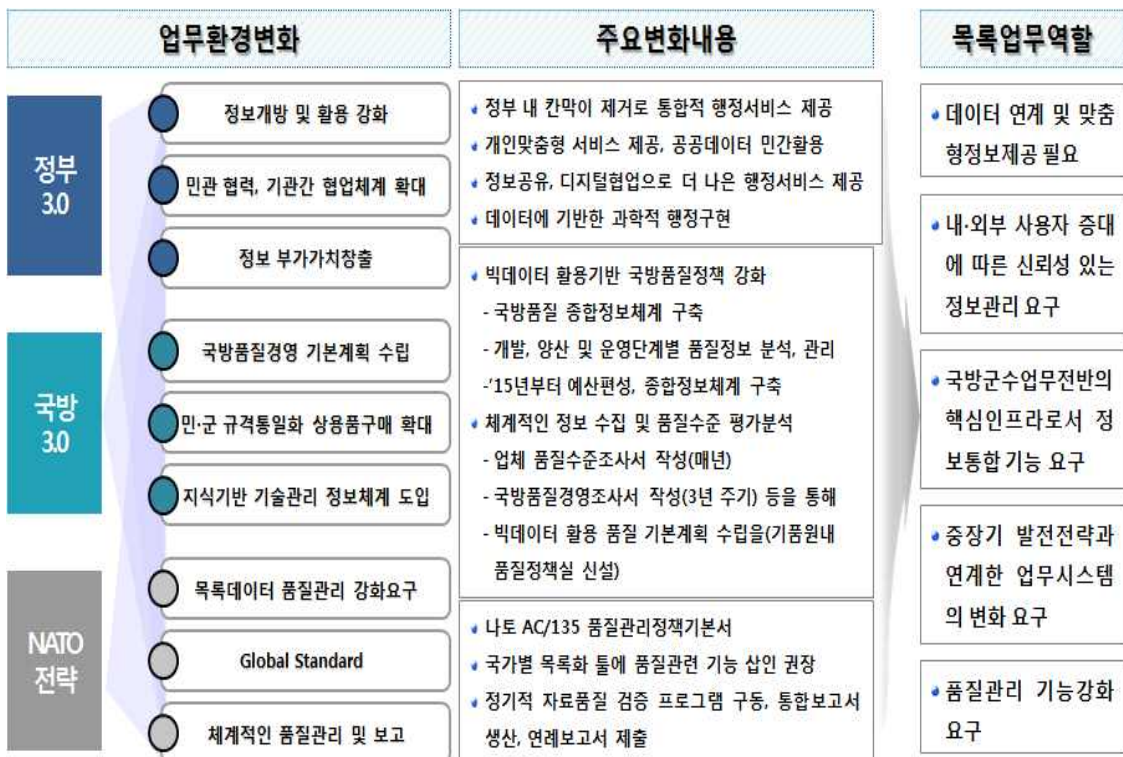 업무환경변화
주요변화내용
목록업무역할
정부
3.0
정보개방 및 활용 강화
민관 협력, 기관간 협업체계 확대
정보 부가가치창출
국방
3.0
국방품질경영 기본계획 수립
민·군 규격통일화 상용품구매 확대
지식기반 기술관리 정보체계 도입
NATO
전략
목록데이터 품질관리 강화요구
Global Standard
체계적인 품질관리 및 보고
정부 내 칸막이 제거로 통합적 행정서비스 제공
개인맞춤형 서비스 제공, 공공데이터 민간활용
정보공유, 디지털협업으로 더 나은 행정서비스 제공
데이터에 기반한 과학적 행정구현
빅데이터 활용기반 국방품질정책 강화
- 국방품질 종합정보체계 구축
- 개발, 양산 및 운영단계별 품질정보 분석, 관리
-'15년부터 예산편성, 종합정보체계 구축
체계적인 정보 수집 및 품질수준 평가분석
- 업체 품질수준조사서 작성(매년)
- 국방품질경영조사서 작성(3년 주기) 등을 통해
- 빅데이터 활용 품질 기본계획 수립을(기품원내
품질정책실 신설)
나토 AC/135 품질관리정책기본서
국가별 목록화 툴에 품질관련 기능 삽인 권장
정기적 자료품질 검증 프로그램 구동, 통합보고서
생산, 연례보고서 제출
데이터 연계 및 맞춤
형정보제공 필요
내·외부 사용자 증대
에 따른 신뢰성 있는
정보관리 요구
국방군수업무전반의
핵심인프라로서 정
보통합 기능 요구
중장기 발전전략과
연계한 업무시스템
의 변화 요구
품질관리 기능강화
요구